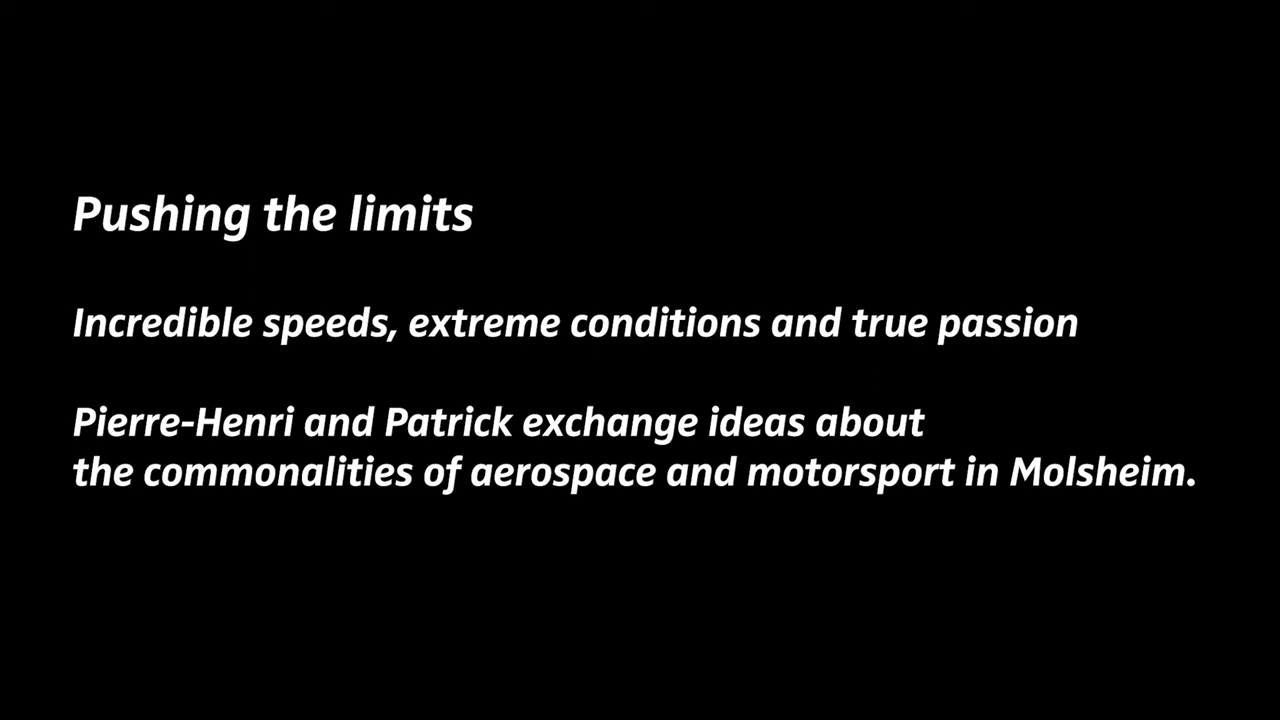 Pushing the limits
Incredible speeds, extreme conditions and true passion
Pierre-Henri and Patrick exchange ideas about
the commonalities of aerospace and motorsport in Molsheim.